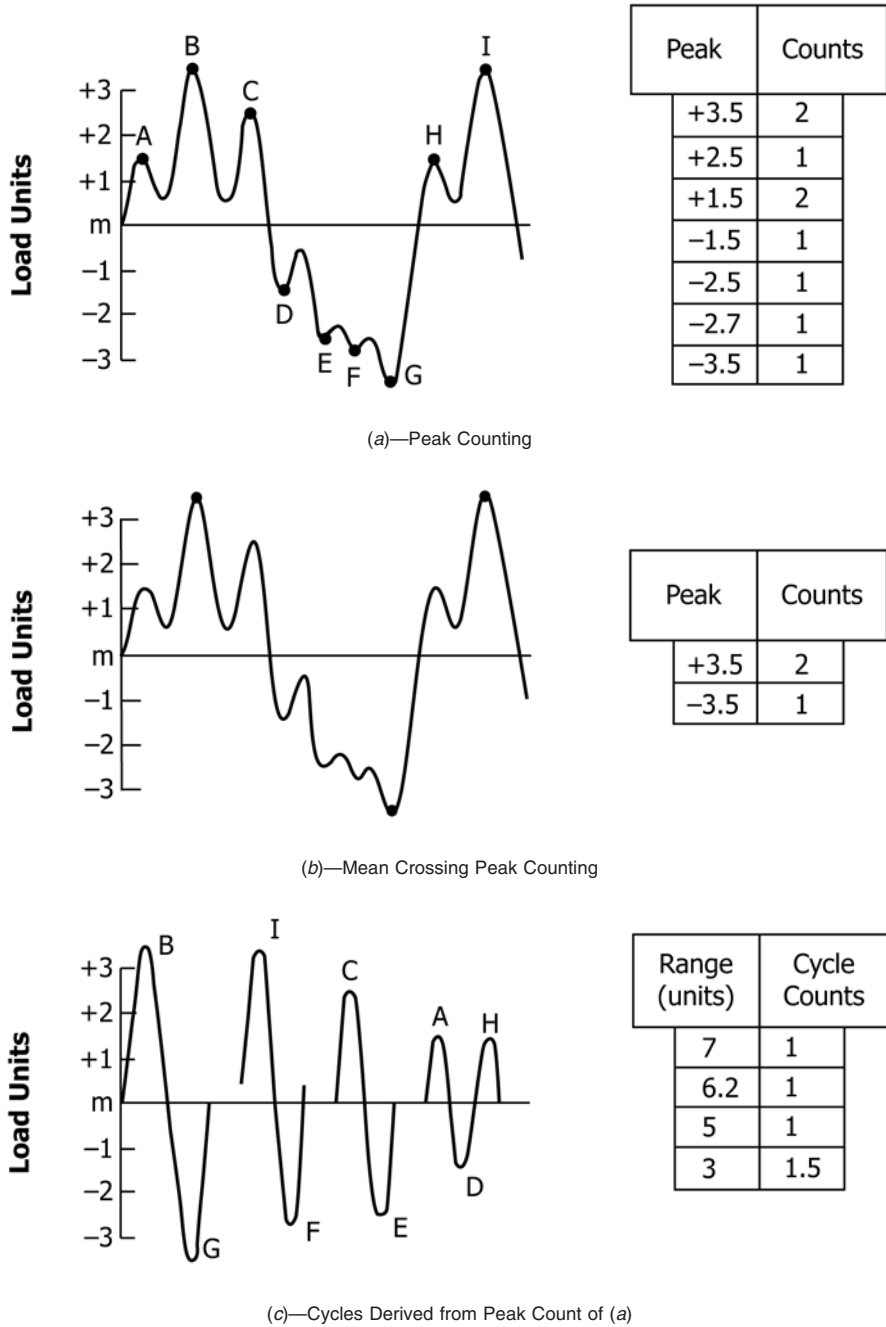 B
I
C
+3
+2
A
H
+1
m
−1
−2
D
−3
E
F
G
Load Units
Peak Counts
+3.5 2
+2.5 1
+1.5 2
−1.5 1
−2.5 1
−2.7 1
−3.5 1
(a)—Peak Counting
+3
+2
+1
m
−1
−2
−3
Load Units
Peak Counts
+3.5 2
−3.5 1
(b)—Mean Crossing Peak Counting
B
I
C
+3
+2
A
H
+1
m
−1
−2
D
−3
G
F
E
Load Units
Range Cycle
(units) Counts
7 1
6.2 1
5 1
3 1.5
(c)—Cycles Derived from Peak Count of (a)